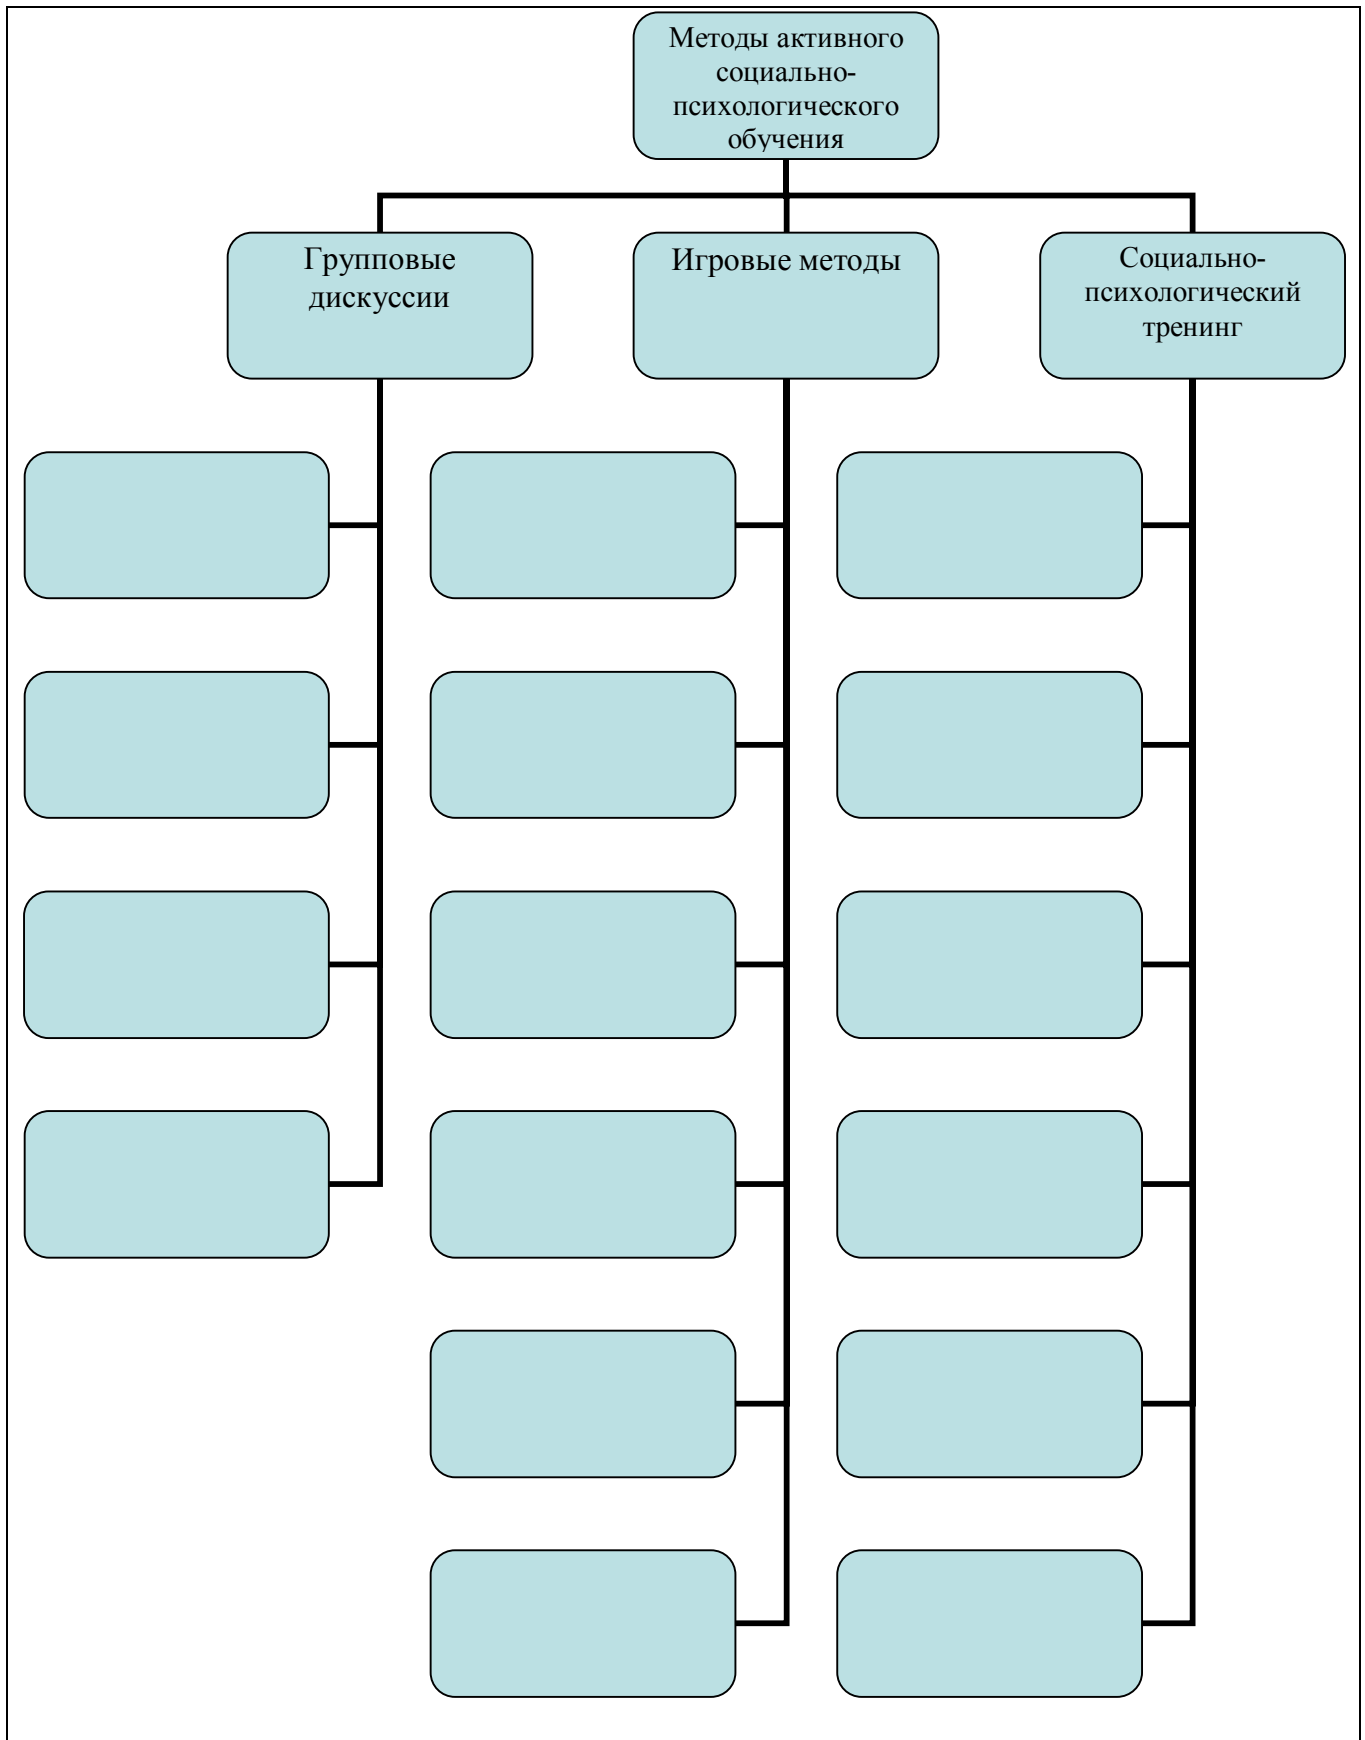 Методы активного
социально-
психологического
обучения
Групповые
дискуссии
Игровые методы
Социально-
психологический
тренинг